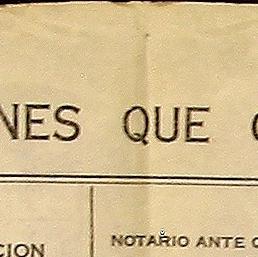 NES QUE
CION
NOTARIO ANTE